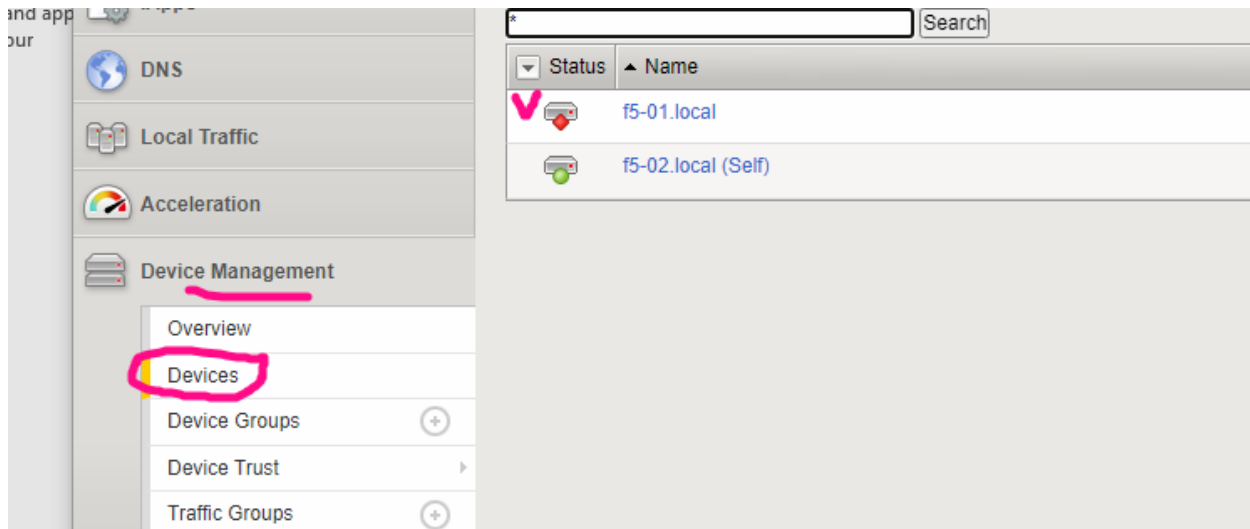 and app
our
DNS
Local Traffic
Acceleration
Device Management
Overview
Devices
Device Groups
Device Trust
Traffic Groups
* Search
Status Name
f5-01.local
f5-02.local (Self)